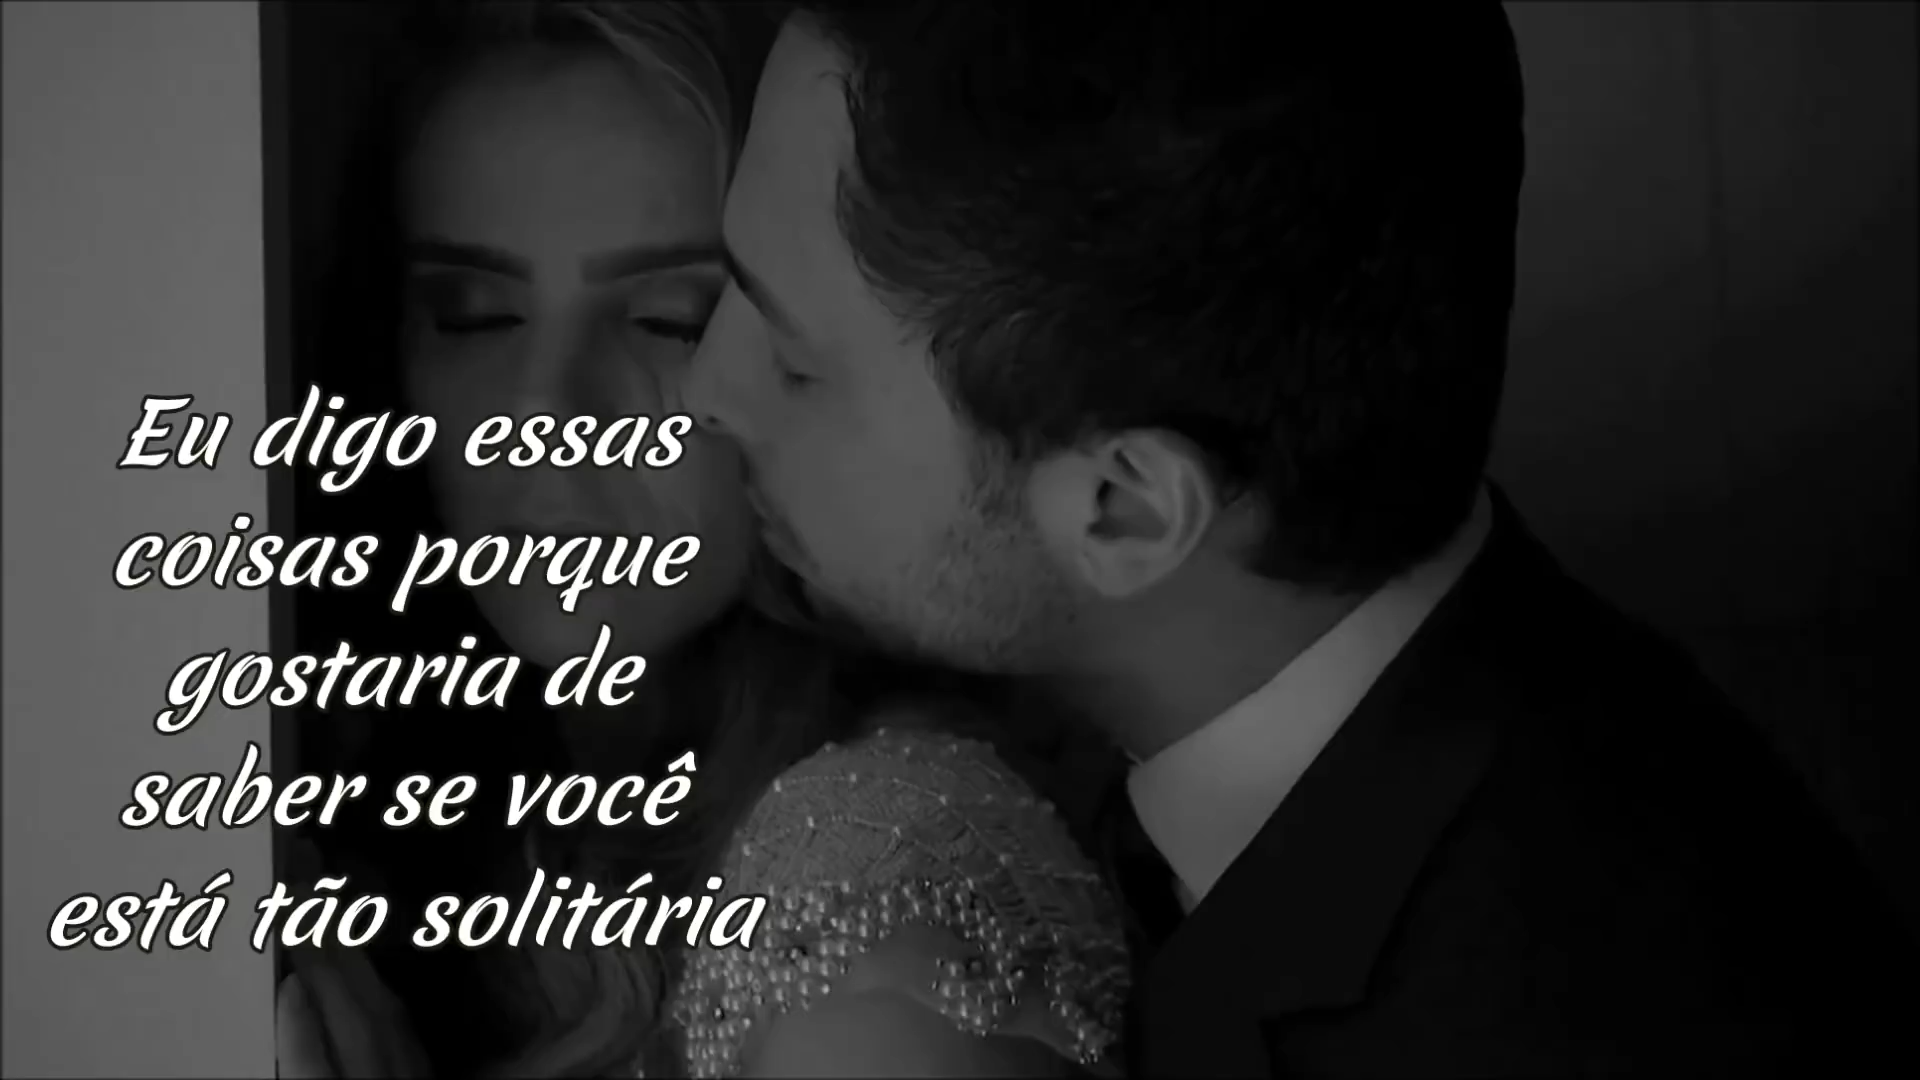 Eu digo essas
coisas porque
gostaria de
saber se você
está tão solitária